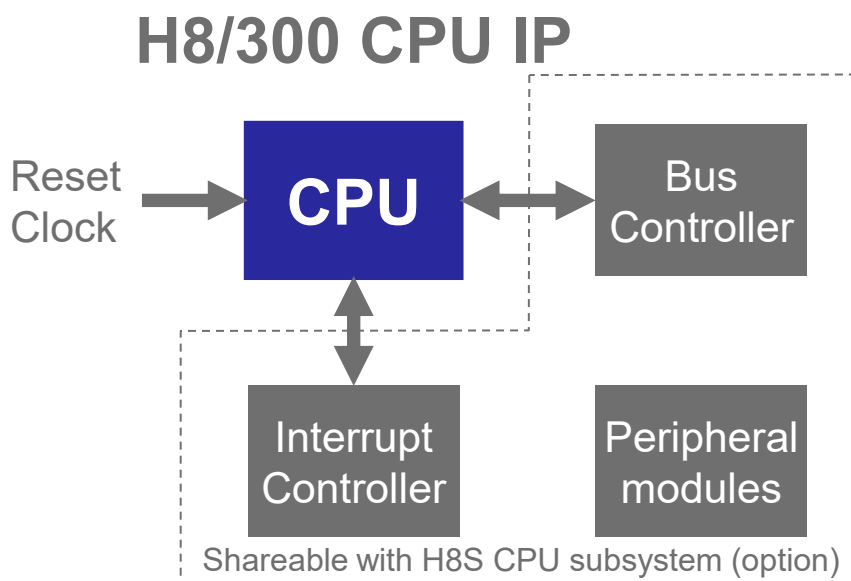 H8/300 CPU IP
Reset
Clock
CPU
Bus
Controller
Interrupt
Controller
Peripheral
modules
Shareable with H8S CPU subsystem (option)